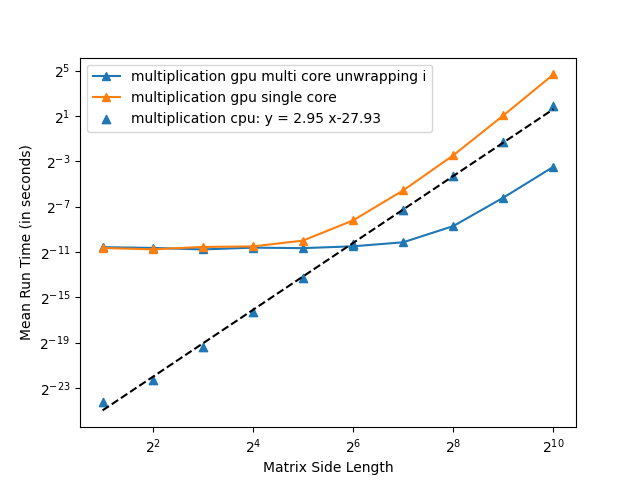 multiplication gpu multi core unwrapping i
multiplication gpu single core
multiplication cpu: y = 2.95 x-27.93
Mean Run Time (in seconds)
2^5
2^1
2^−3
2^−7
2^−11
2^−15
2^−19
2^−23
2^2 2^4 2^6 2^8 2^10
Matrix Side Length